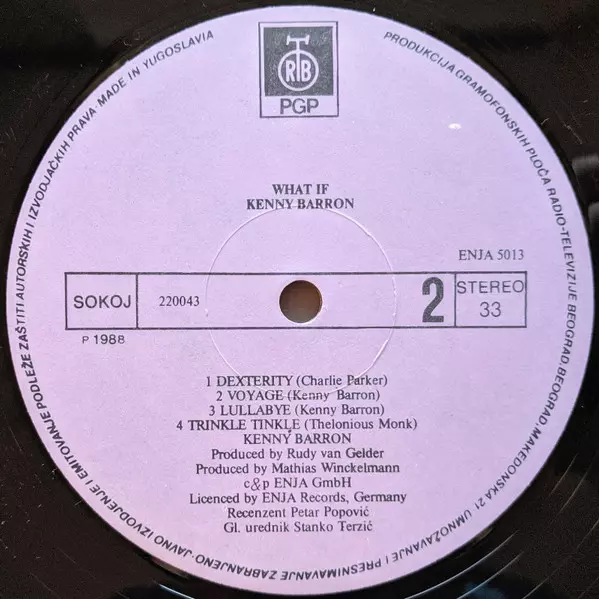 PRODUKCIJA GRAMOFONSKIH PLOČA RADIO-TELEVIZIJE BEOGRAD, BEOGRAD, MAKEDONSKA 21 UMNOŽAVANJE I PRESNIMAVANJE ZABRANJENO-JAVNO IZVODJENJE I EMITOVANJE PODLEŽE ZAŠTITI AUTORSKIH I IZVODJAČKIH PRAVA·MADE IN YUGOSLAVIA
RTB
PGP
WHAT IF
KENNY BARRON
ENJA 5013
SOKOJ 220043 2 STEREO
33
P 1988
1 DEXTERITY (Charlie Parker)
2 VOYAGE (Kenny Barron)
3 LULLABYE (Kenny Barron)
4 TRINKLE TINKLE (Thelonious Monk)
KENNY BARRON
Produced by Rudy van Gelder
Produced by Mathias Winckelmann
c&p ENJA GmbH
Licenced by ENJA Records, Germany
Recenzent Petar Popović
Gl. urednik Stanko Terzić